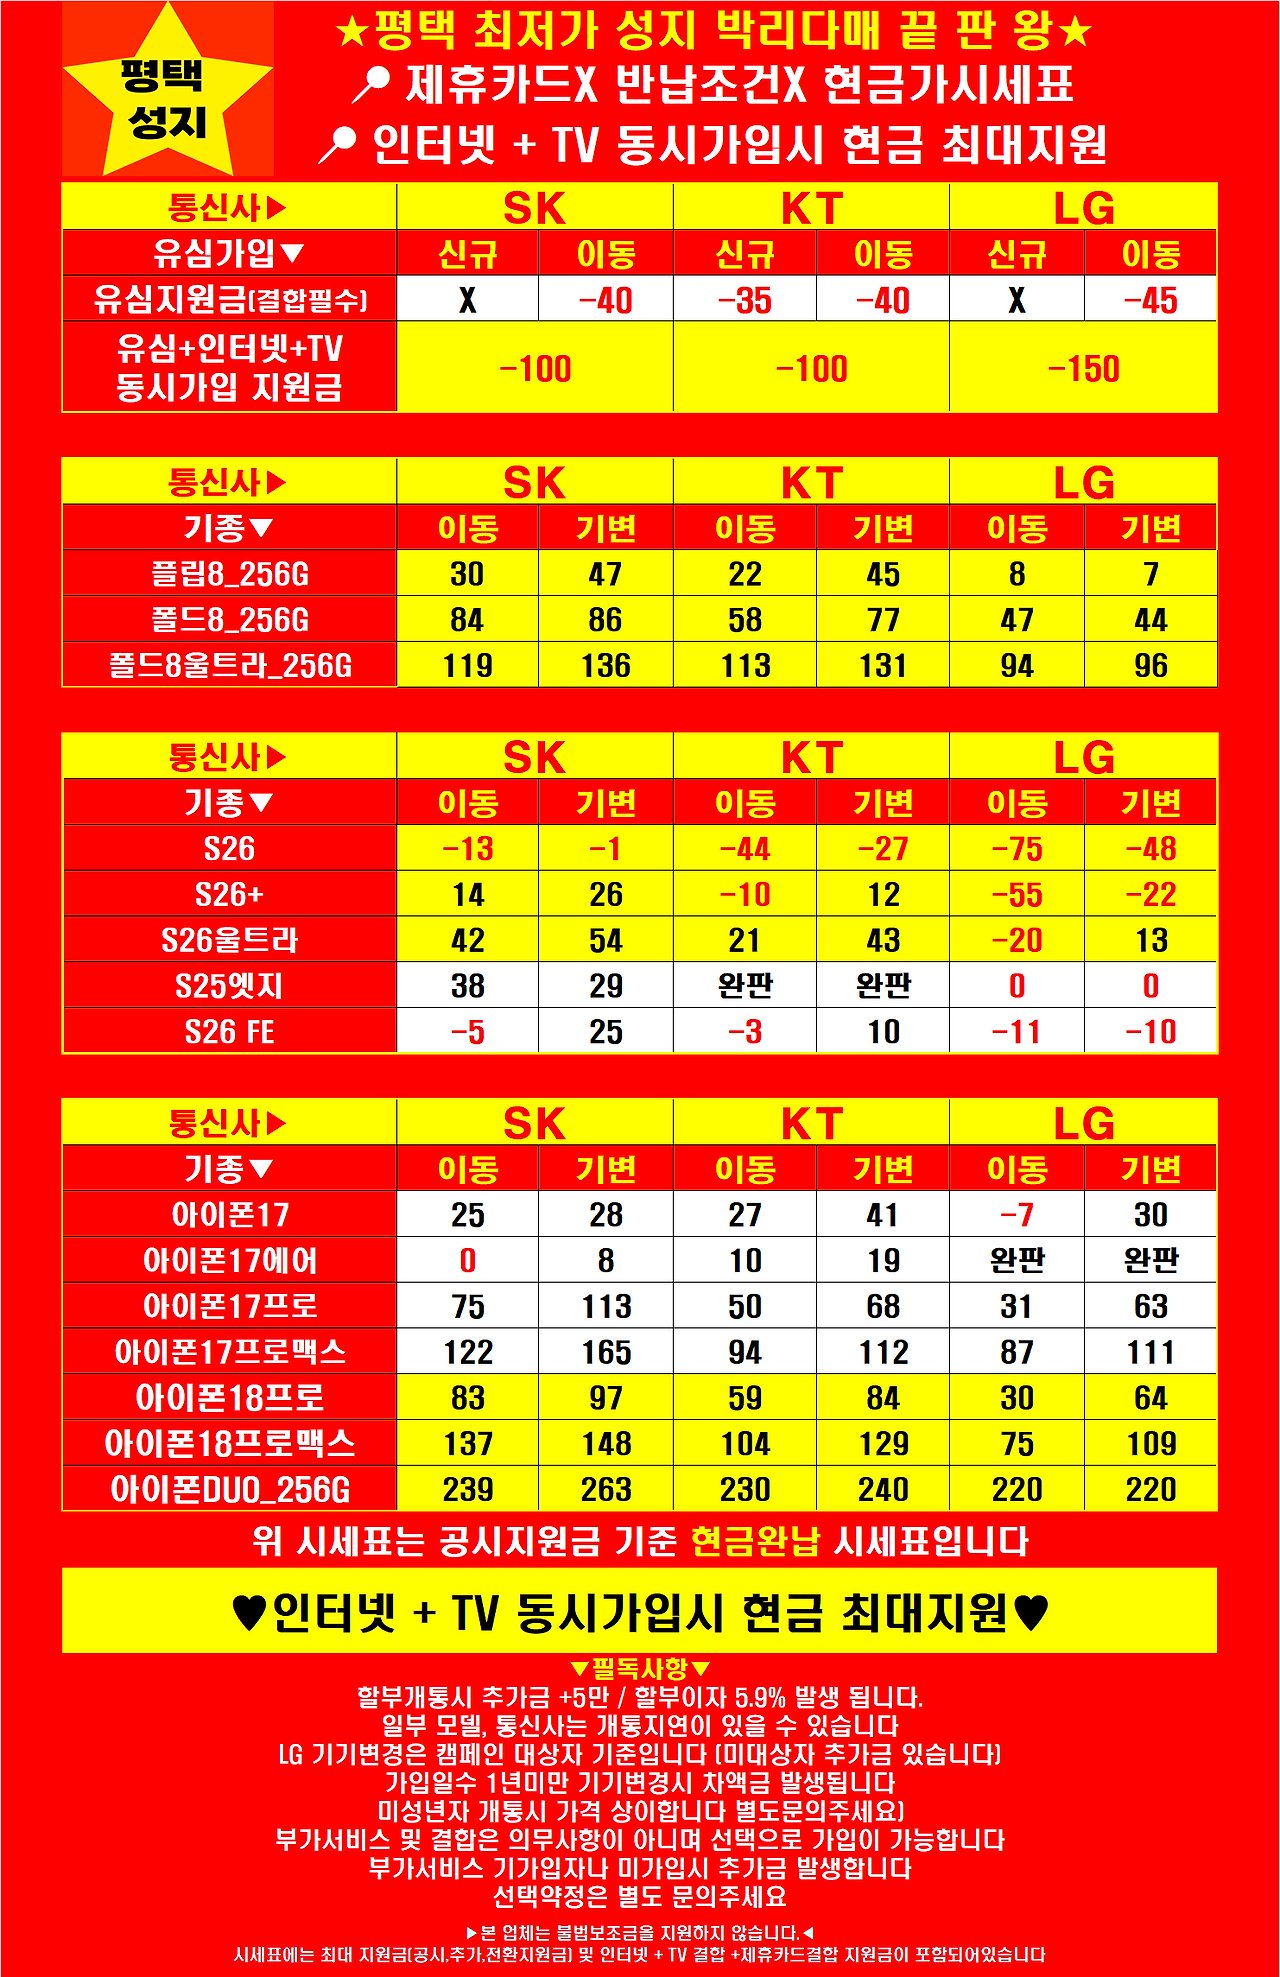 평택
성지
★평택 최저가 성지 박리다매 끝 판 왕★
제휴카드X 반납조건X 현금가시세표
인터넷 + TV 동시가입시 현금 최대지원
통신사▶ SK KT LG
유심가입▼ 신규 이동 신규 이동 신규 이동
유심지원금(결합필수) X -40 -35 -40 X -45
유심+인터넷+TV
동시가입 지원금 -100 -100 -150
통신사▶ SK KT LG
기종▼ 이동 기변 이동 기변 이동 기변
플립8_256G 30 47 22 45 8 7
폴드8_256G 84 86 58 77 47 44
폴드8울트라_256G 119 136 113 131 94 96
통신사▶ SK KT LG
기종▼ 이동 기변 이동 기변 이동 기변
S26 -13 -1 -44 -27 -75 -48
S26+ 14 26 -10 12 -55 -22
S26울트라 42 54 21 43 -20 13
S25엣지 38 29 완판 완판 0 0
S26 FE -5 25 -3 10 -11 -10
통신사▶ SK KT LG
기종▼ 이동 기변 이동 기변 이동 기변
아이폰17 25 28 27 41 -7 30
아이폰17에어 0 8 10 19 완판 완판
아이폰17프로 75 113 50 68 31 63
아이폰17프로맥스 122 165 94 112 87 111
아이폰18프로 83 97 59 84 30 64
아이폰18프로맥스 137 148 104 129 75 109
아이폰DUO_256G 239 263 230 240 220 220
위 시세표는 공시지원금 기준 현금완납 시세표입니다
♥인터넷 + TV 동시가입시 현금 최대지원♥
▼필독사항▼
할부개통시 추가금 +5만 / 할부이자 5.9% 발생 됩니다.
일부 모델, 통신사는 개통지연이 있을 수 있습니다
LG 기기변경은 캠페인 대상자 기준입니다 (미대상자 추가금 있습니다)
가입일수 1년미만 기기변경시 차액금 발생됩니다
미성년자 개통시 가격 상이합니다 별도문의주세요)
부가서비스 및 결합은 의무사항이 아니며 선택으로 가입이 가능합니다
부가서비스 기가입자나 미가입시 추가금 발생합니다
선택약정은 별도 문의주세요
▶본 업체는 불법보조금을 지원하지 않습니다.◀
시세표에는 최대 지원금(공시,추가,전환지원금) 및 인터넷 + TV 결합 +제휴카드결합 지원금이 포함되어있습니다